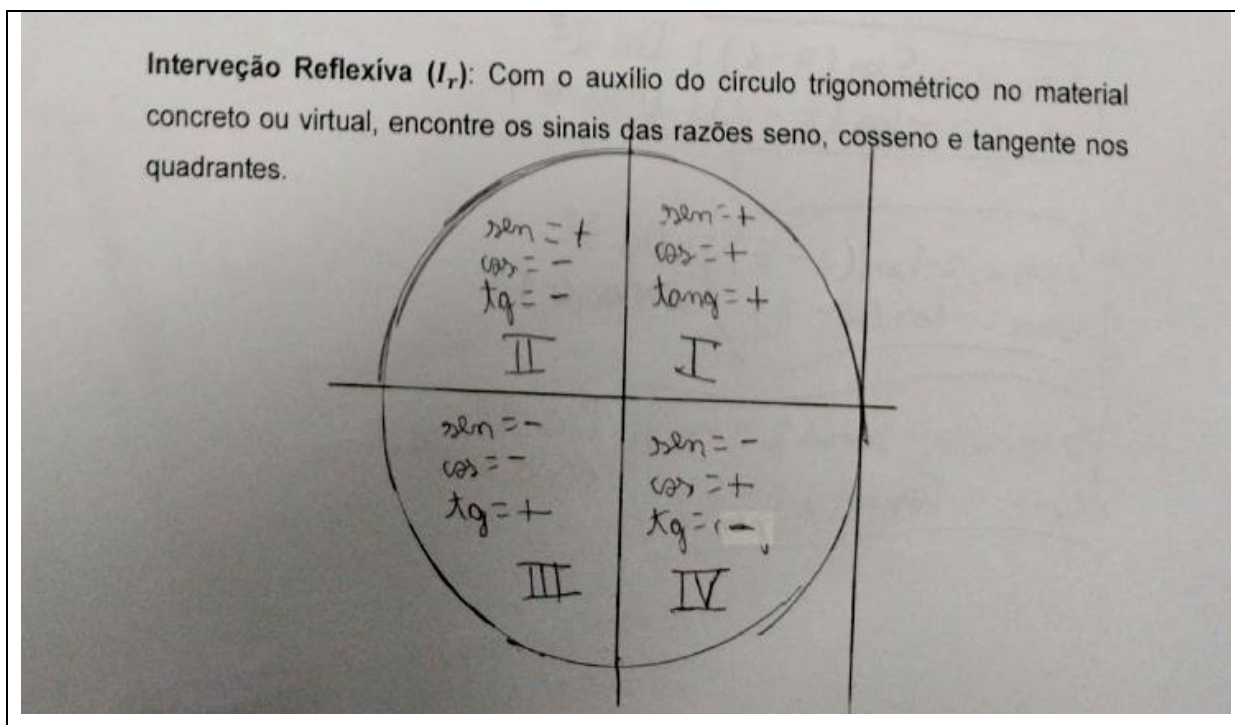 Interveção Reflexíva (Ir): Com o auxílio do círculo trigonométrico no material
concreto ou virtual, encontre os sinais das razões seno, cosseno e tangente nos
quadrantes.
sen = +
cos = -
tg = -
II
sen = +
cos = +
tang = +
I
sen = -
cos = -
tg = +
III
sen = -
cos = +
tg = -
IV